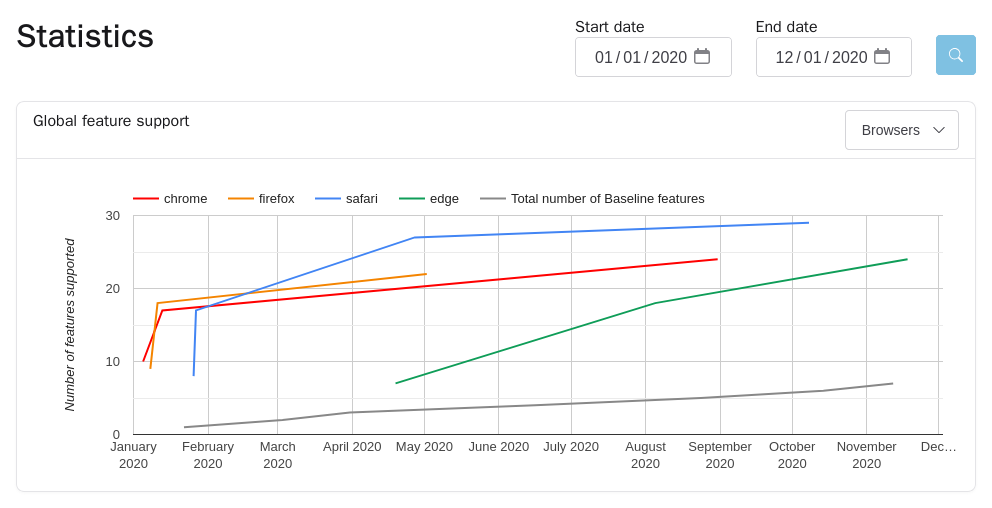 Statistics
Start date
01/01/2020
End date
12/01/2020
Global feature support
Browsers
chrome
firefox
safari
edge
Total number of Baseline features
Number of features supported
30
20
10
0
January 2020
February 2020
March 2020
April 2020
May 2020
June 2020
July 2020
August 2020
September 2020
October 2020
November 2020
Dec…